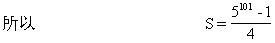 所以 S = (5^101 - 1)/4